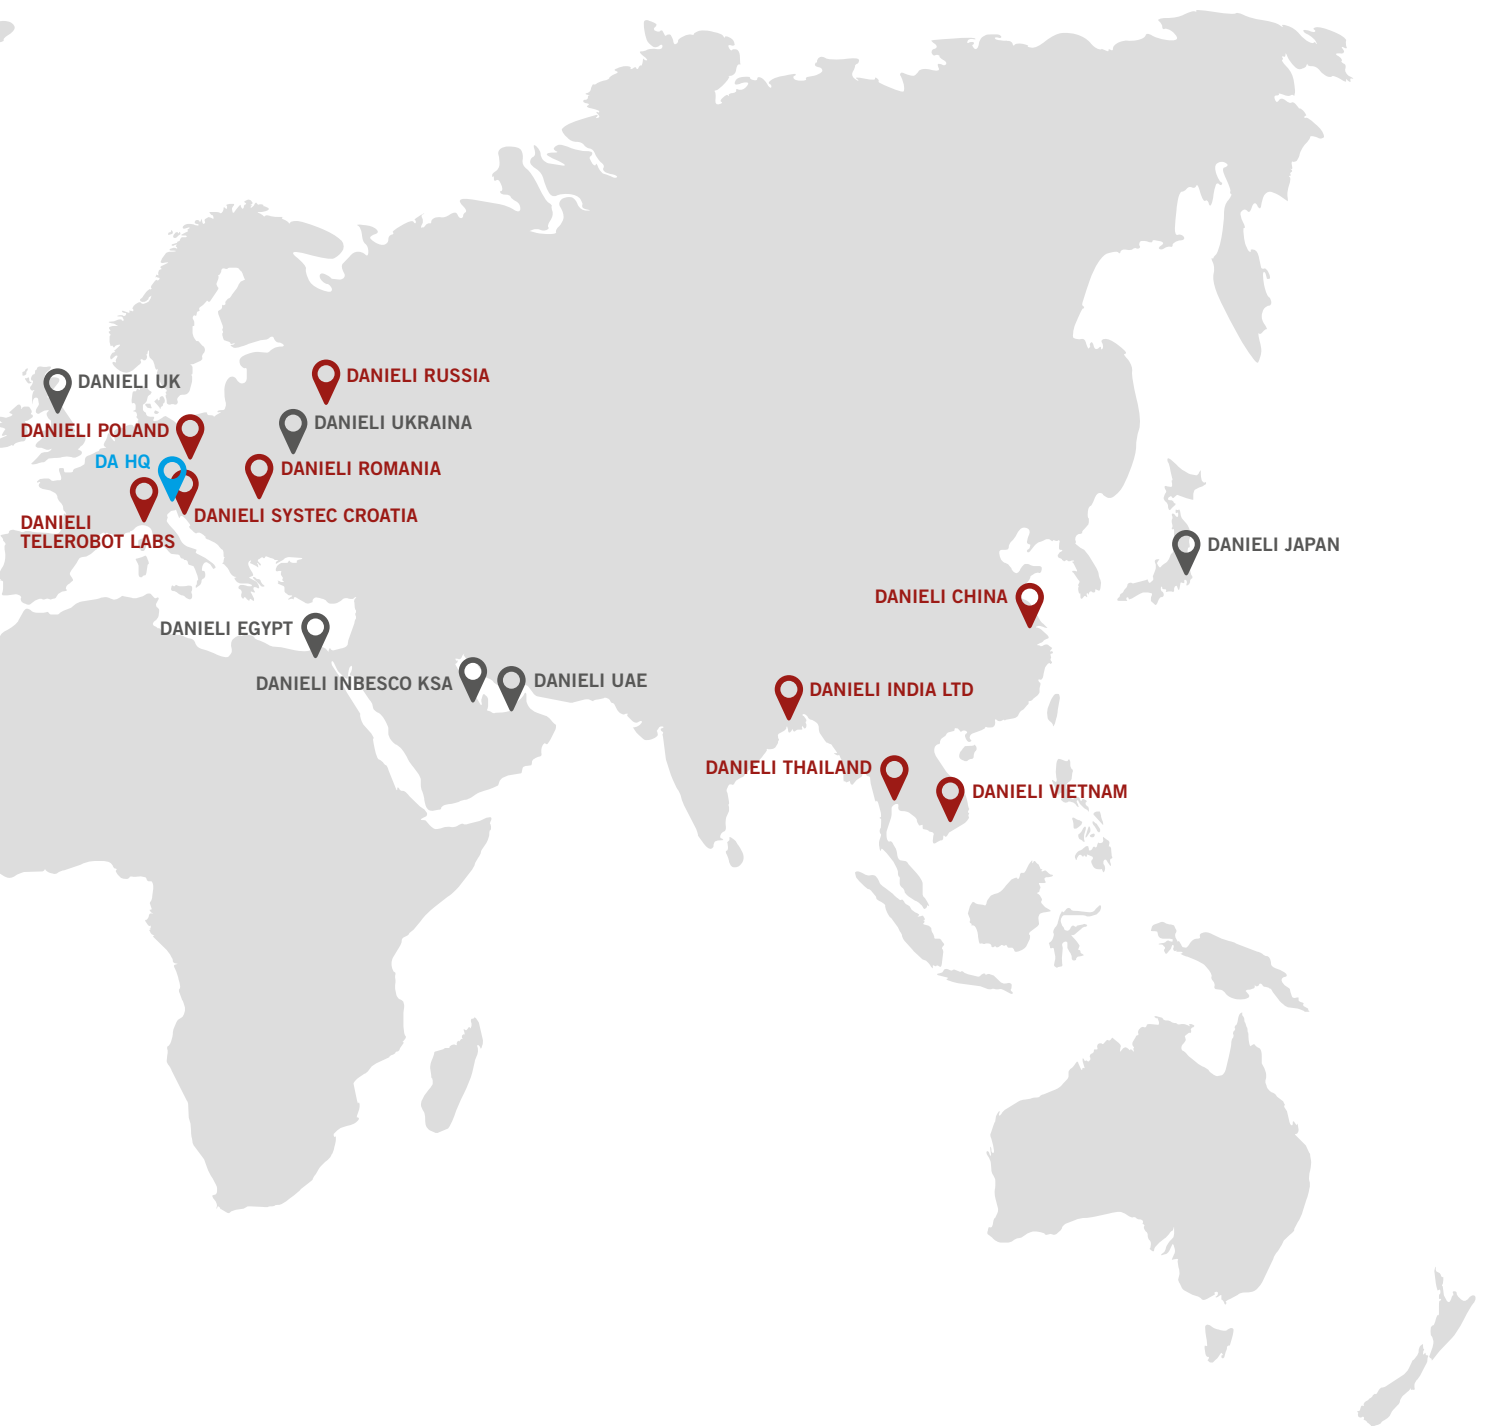 DANIELI RUSSIA
DANIELI UK
DANIELI UKRAINA
DANIELI POLAND
DA HQ
DANIELI ROMANIA
DANIELI SYSTEC CROATIA
DANIELI
TELEROBOT LABS
DANIELI JAPAN
DANIELI CHINA
DANIELI EGYPT
DANIELI INBESCO KSA
DANIELI UAE
DANIELI INDIA LTD
DANIELI THAILAND
DANIELI VIETNAM